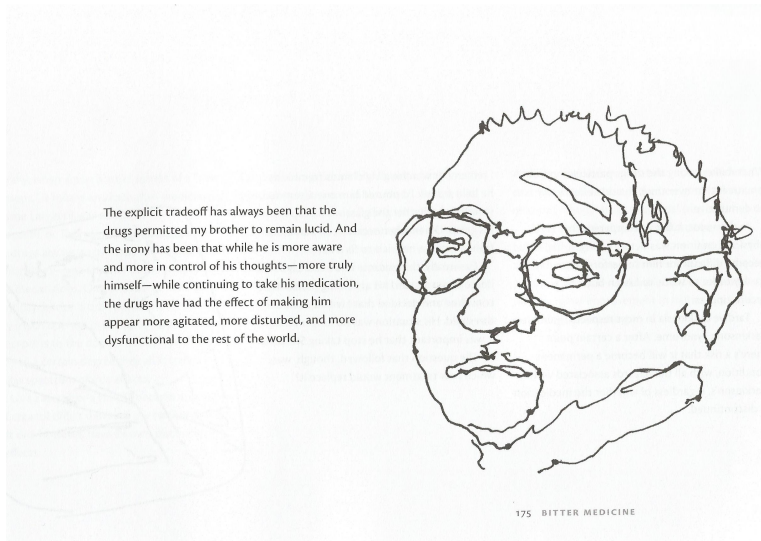 The explicit tradeoff has always been that the
drugs permitted my brother to remain lucid. And
the irony has been that while he is more aware
and more in control of his thoughts—more truly
himself—while continuing to take his medication,
the drugs have had the effect of making him
appear more agitated, more disturbed, and more
dysfunctional to the rest of the world.
175 BITTER MEDICINE